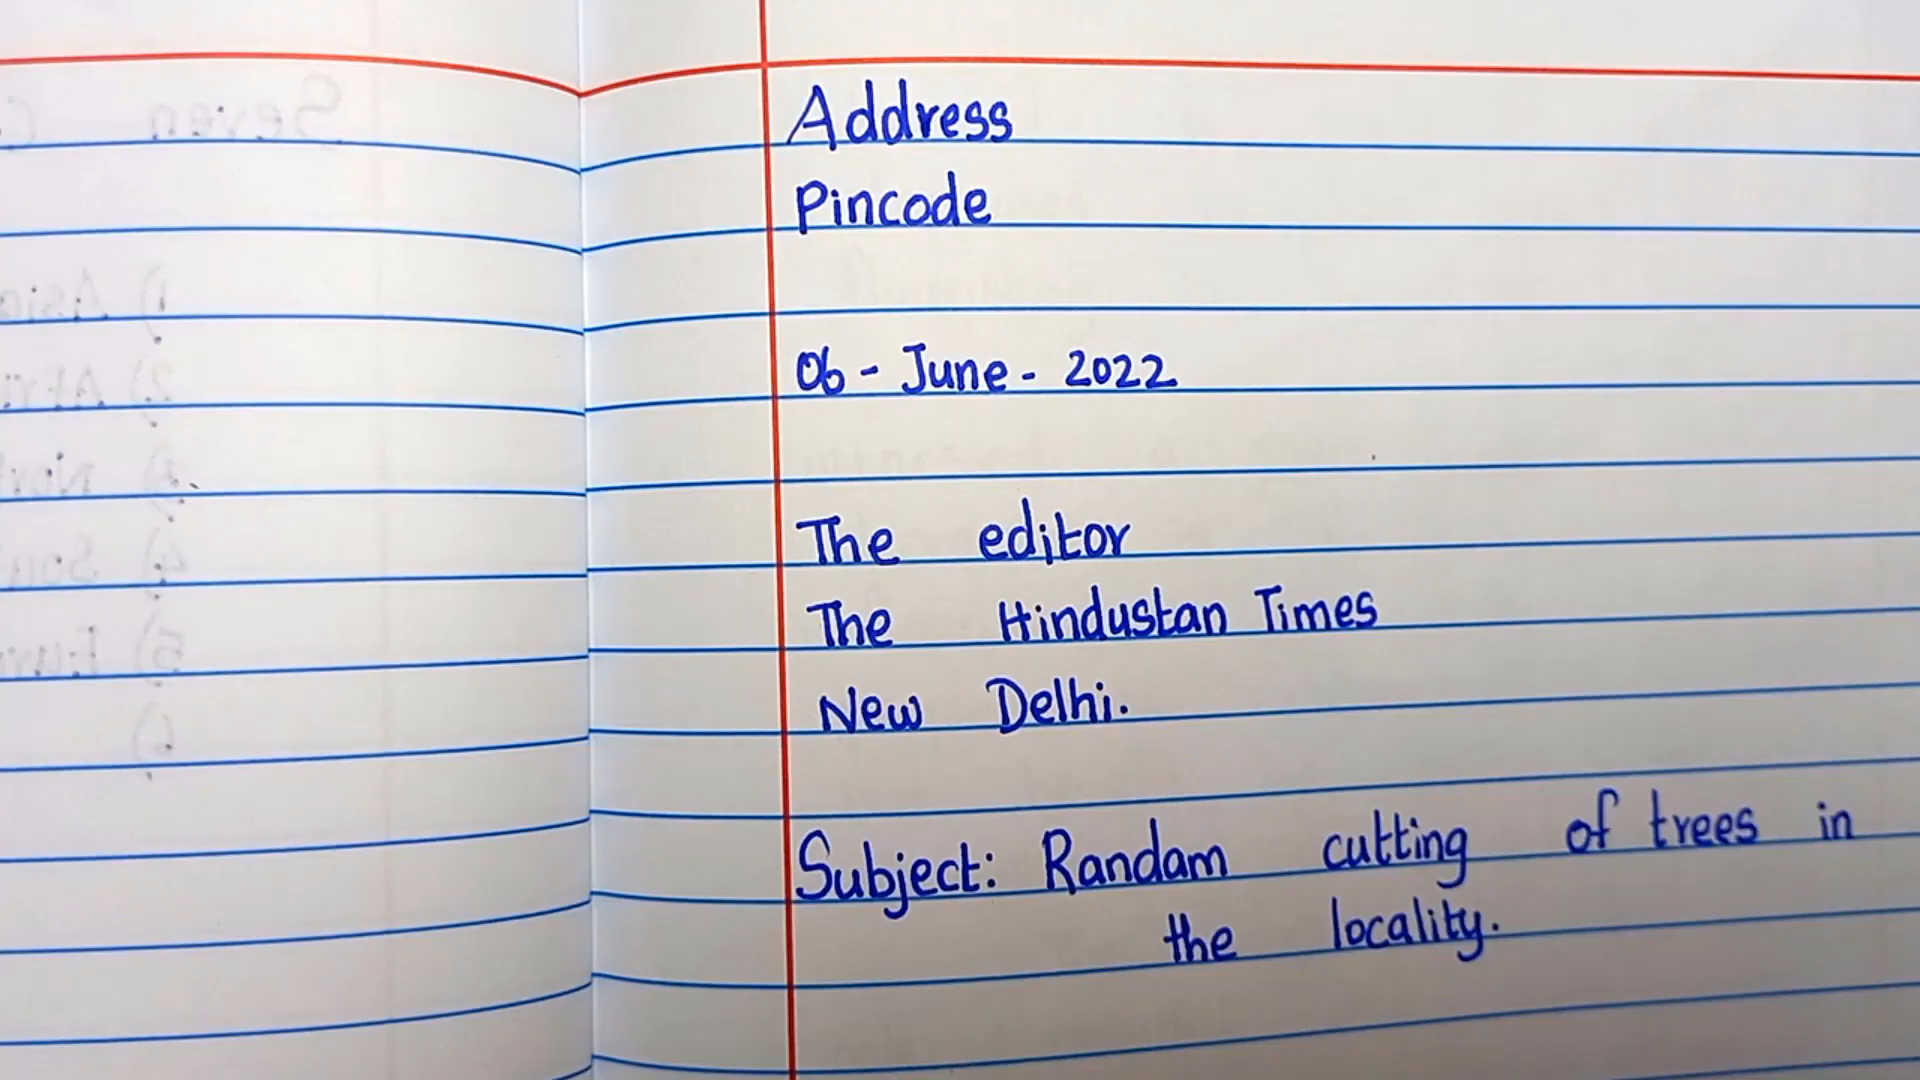 Address
Pincode
06 - June - 2022
The editor
The Hindustan Times
New Delhi.
Subject: Randam cutting of trees in
the locality.